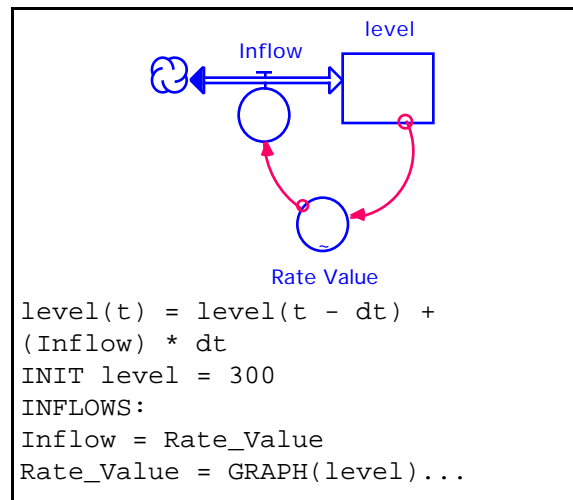 level
Inflow
~
Rate Value
level(t) = level(t - dt) +
(Inflow) * dt
INIT level = 300
INFLOWS:
Inflow = Rate_Value
Rate_Value = GRAPH(level)...